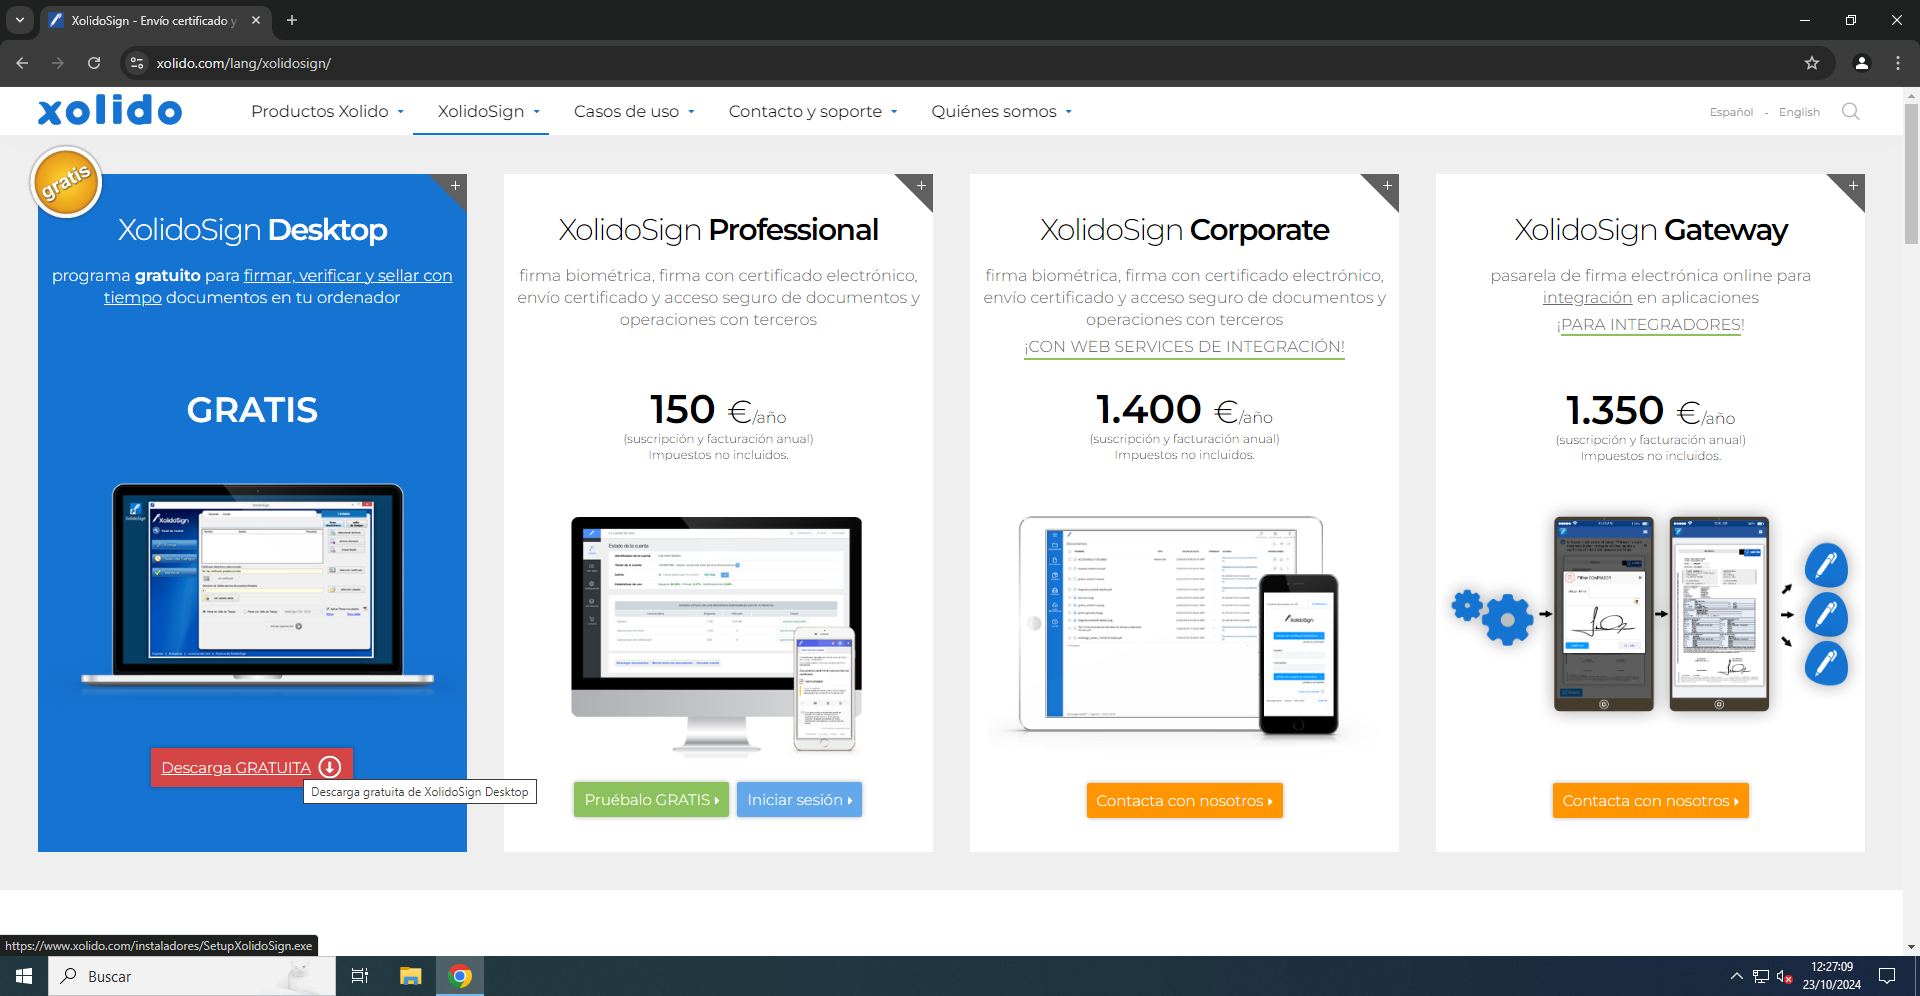 XolidoSign - Envío certificado y
xolido.com/lang/xolidosign/
xolido
Productos Xolido
XolidoSign
Casos de uso
Contacto y soporte
Quiénes somos
Español - English
gratis
XolidoSign Desktop
programa gratuito para firmar, verificar y sellar con
tiempo documentos en tu ordenador
GRATIS
Descarga GRATUITA
Descarga gratuita de XolidoSign Desktop
XolidoSign Professional
firma biométrica, firma con certificado electrónico,
envío certificado y acceso seguro de documentos y
operaciones con terceros
150 €/año
(suscripción y facturación anual)
Impuestos no incluidos.
Pruébalo GRATIS
Iniciar sesión
XolidoSign Corporate
firma biométrica, firma con certificado electrónico,
envío certificado y acceso seguro de documentos y
operaciones con terceros
¡CON WEB SERVICES DE INTEGRACIÓN!
1.400 €/año
(suscripción y facturación anual)
Impuestos no incluidos.
Contacta con nosotros
XolidoSign Gateway
pasarela de firma electrónica online para
integración en aplicaciones
¡PARA INTEGRADORES!
1.350 €/año
(suscripción y facturación anual)
Impuestos no incluidos.
Contacta con nosotros
https://www.xolido.com/instaladores/SetupXolidoSign.exe
Buscar
12:27:09
23/10/2024